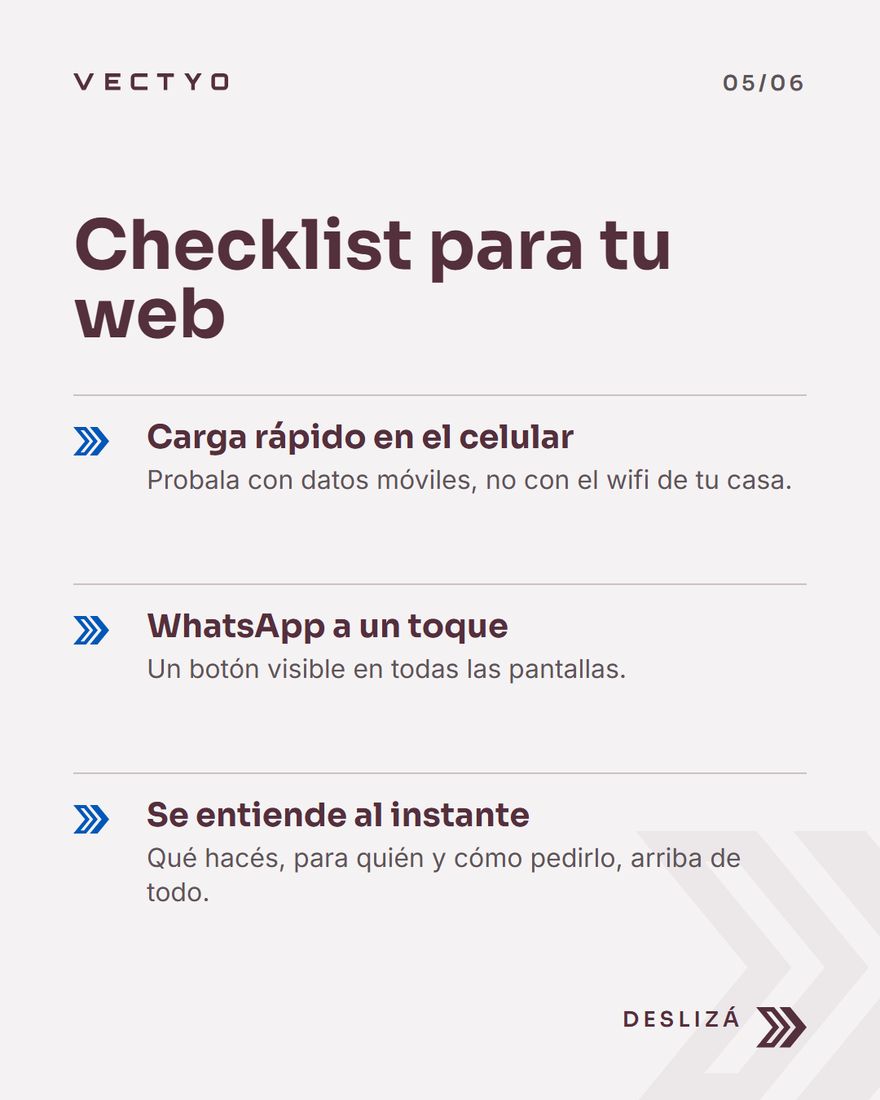 VECTYO
05/06
Checklist para tu
web
Carga rápido en el celular
Probala con datos móviles, no con el wifi de tu casa.
WhatsApp a un toque
Un botón visible en todas las pantallas.
Se entiende al instante
Qué hacés, para quién y cómo pedirlo, arriba de
todo.
DESLIZÁ